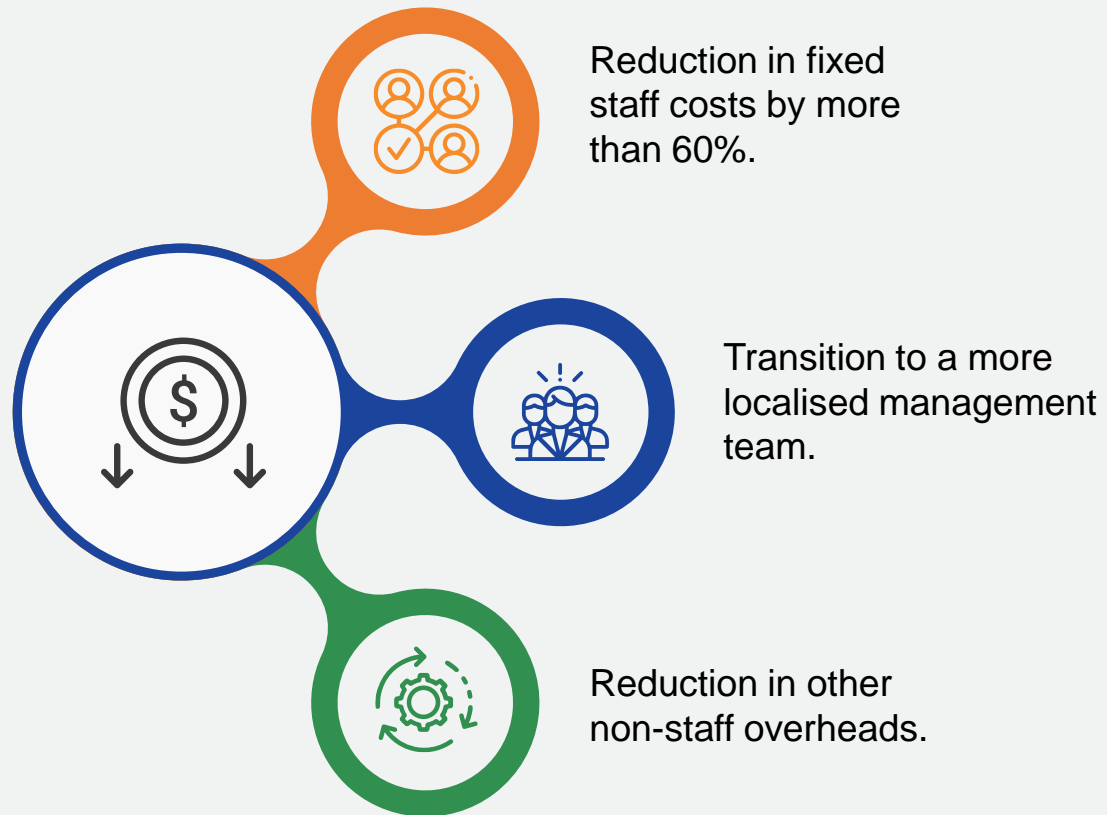 Reduction in fixed
staff costs by more
than 60%.
$
Transition to a more
localised management
team.
Reduction in other
non-staff overheads.